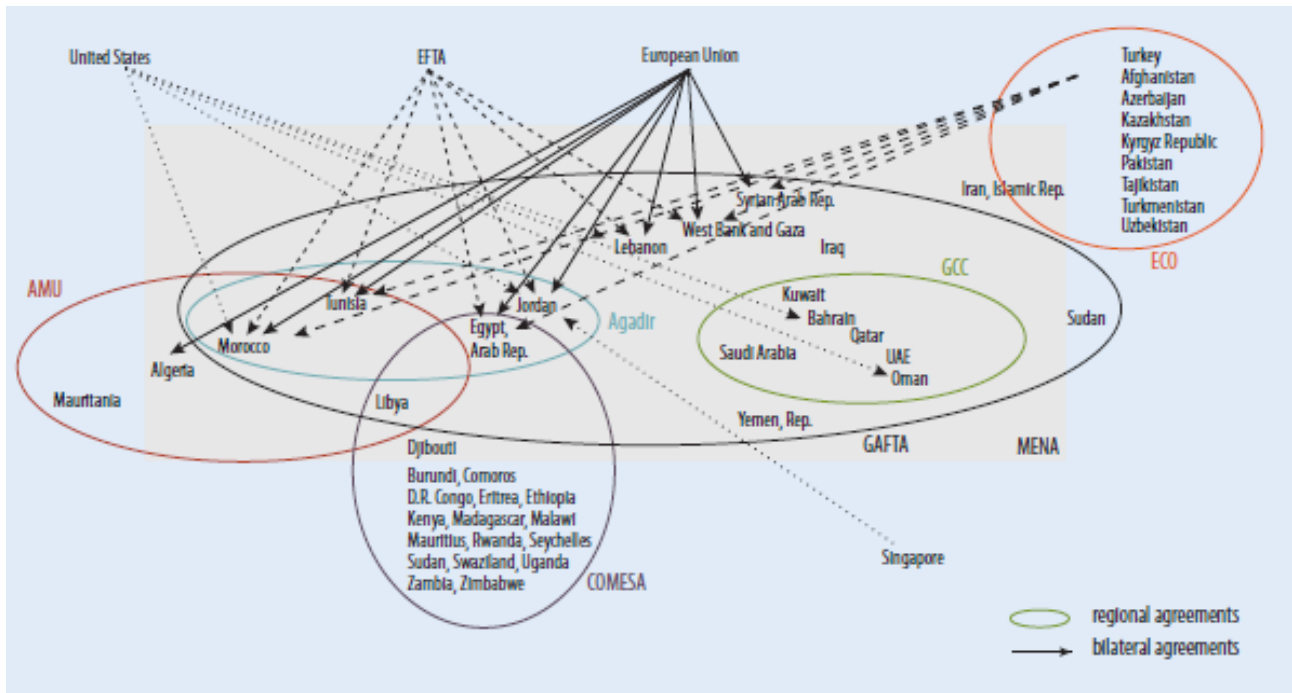 United States
EFTA
European Union
Turkey
Afghanistan
Azerbaijan
Kazakhstan
Kyrgyz Republic
Pakistan
Tajikistan
Turkmenistan
Uzbekistan
ECO
Iran, Islamic Rep.
Syrian Arab Rep.
West Bank and Gaza
Lebanon
Iraq
GCC
Kuwait
Bahrain
Qatar
Saudi Arabia
UAE
Oman
Sudan
AMU
Tunisia
Jordan
Agadir
Egypt,
Arab Rep.
Morocco
Algeria
Mauritania
Libya
Yemen, Rep.
GAFTA
MENA
Djibouti
Burundi, Comoros
D.R. Congo, Eritrea, Ethiopia
Kenya, Madagascar, Malawi
Mauritius, Rwanda, Seychelles
Sudan, Swaziland, Uganda
Zambia, Zimbabwe
COMESA
Singapore
regional agreements
bilateral agreements